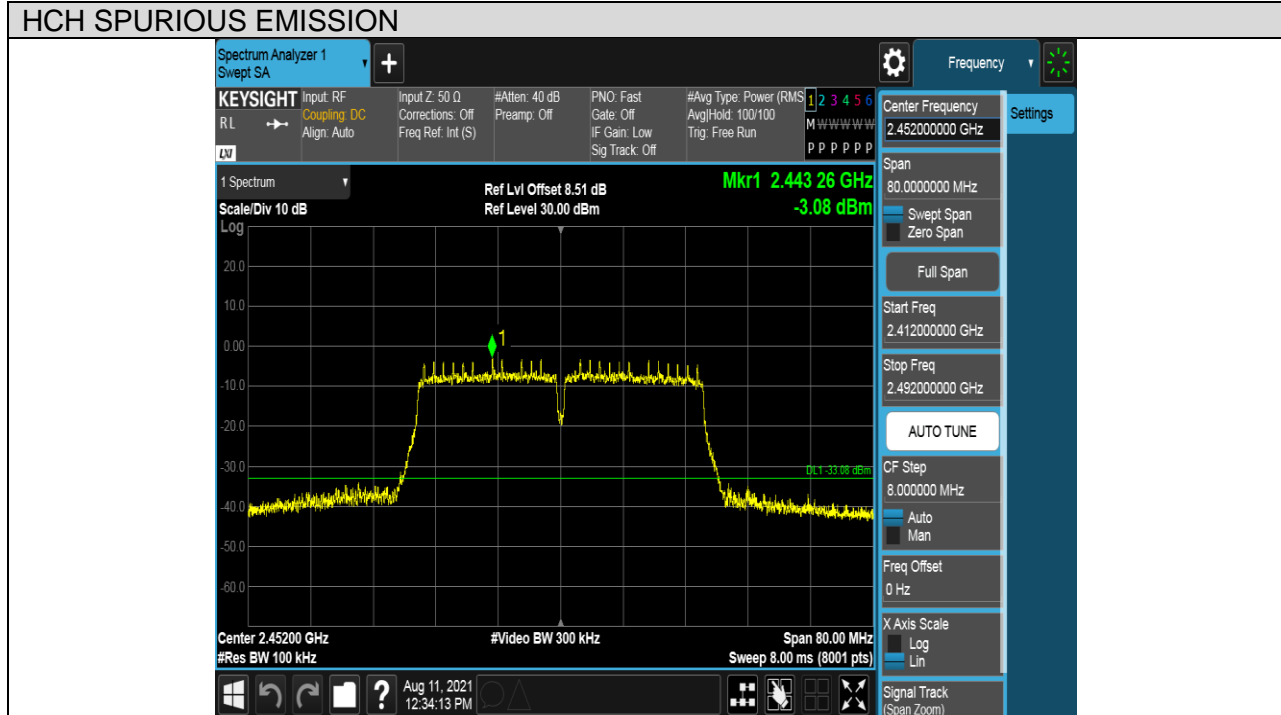 HCH SPURIOUS EMISSION
Spectrum Analyzer 1
Swept SA
+
Frequency
KEYSIGHT
RL
LXI
Input: RF
Coupling: DC
Align: Auto
Input Z: 50 Ω
Corrections: Off
Freq Ref: Int (S)
#Atten: 40 dB
Preamp: Off
PNO: Fast
Gate: Off
IF Gain: Low
Sig Track: Off
#Avg Type: Power (RMS
Avg|Hold: 100/100
Trig: Free Run
1 2 3 4 5 6
M W W W W W
P P P P P P
1 Spectrum
Scale/Div 10 dB
Ref Lvl Offset 8.51 dB
Ref Level 30.00 dBm
Mkr1 2.443 26 GHz
-3.08 dBm
Log
20.0
10.0
0.00
-10.0
-20.0
-30.0
-40.0
-50.0
-60.0
1
DL1 -33.08 dBm
Center 2.45200 GHz
#Res BW 100 kHz
#Video BW 300 kHz
Span 80.00 MHz
Sweep 8.00 ms (8001 pts)
?
Aug 11, 2021
12:34:13 PM
Center Frequency
2.452000000 GHz
Settings
Span
80.0000000 MHz
Swept Span
Zero Span
Full Span
Start Freq
2.412000000 GHz
Stop Freq
2.492000000 GHz
AUTO TUNE
CF Step
8.000000 MHz
Auto
Man
Freq Offset
0 Hz
X Axis Scale
Log
Lin
Signal Track
(Span Zoom)